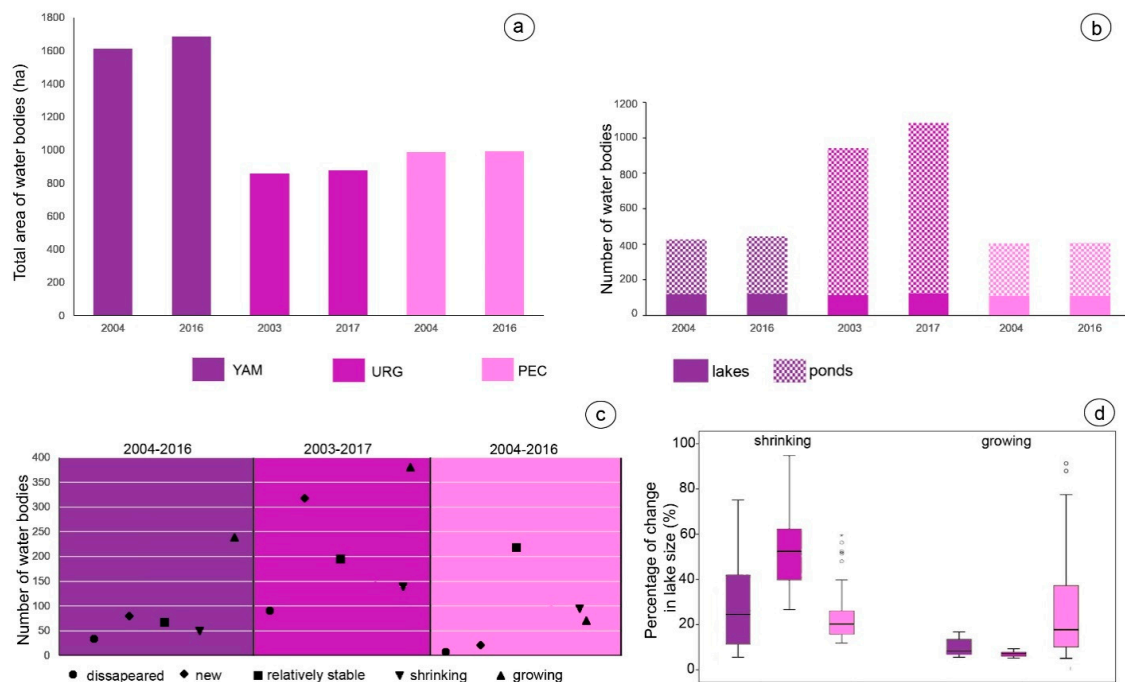 a
Total area of water bodies (ha)
1800
1600
1400
1200
1000
800
600
400
200
0
2004 2016 2003 2017 2004 2016
YAM URG PEC
b
Number of water bodies
1200
1000
800
600
400
200
0
2004 2016 2003 2017 2004 2016
lakes ponds
c
2004-2016 2003-2017 2004-2016
Number of water bodies
400
350
300
250
200
150
100
50
0
dissapeared new relatively stable shrinking growing
d
shrinking growing
Percentage of change
in lake size (%)
100
80
60
40
20
0